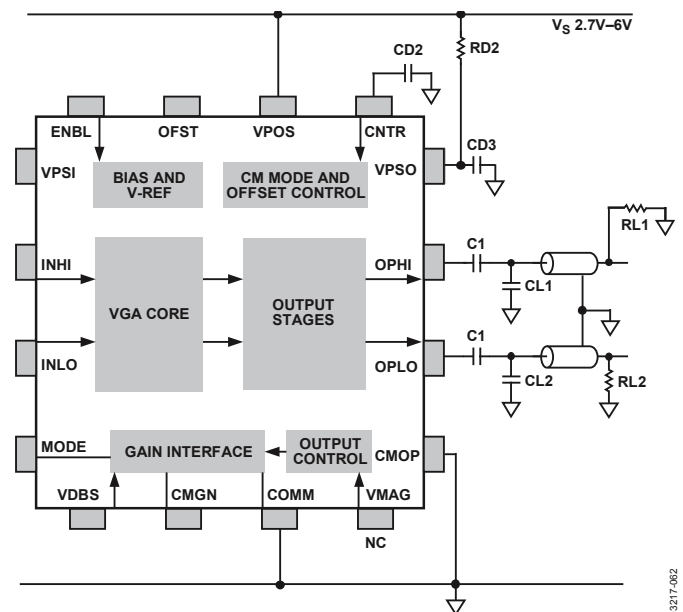 V_S 2.7V–6V
CD2
RD2
ENBL
OFST
VPOS
CNTR
CD3
VPSI
BIAS AND
V-REF
CM MODE AND
OFFSET CONTROL
VPSO
RL1
INHI
OPHI
C1
CL1
VGA CORE
OUTPUT
STAGES
INLO
OPLO
C1
CL2
RL2
MODE
GAIN INTERFACE
OUTPUT
CONTROL
CMOP
VDBS
CMGN
COMM
VMAG
NC
3217-062